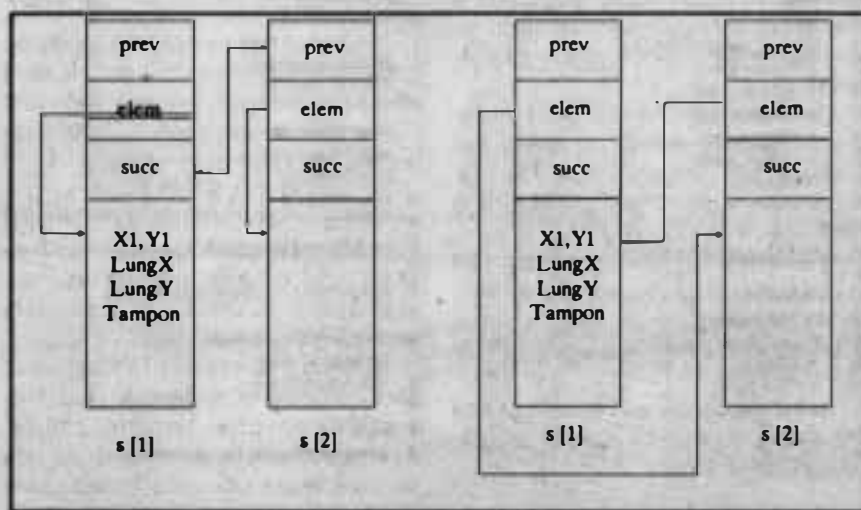 prev
elem
succ
X1,Y1
LungX
LungY
Tampon
s [1]
prev
elem
succ
s [2]
prev
elem
succ
X1,Y1
LungX
LungY
Tampon
s [1]
prev
elem
succ
s [2]